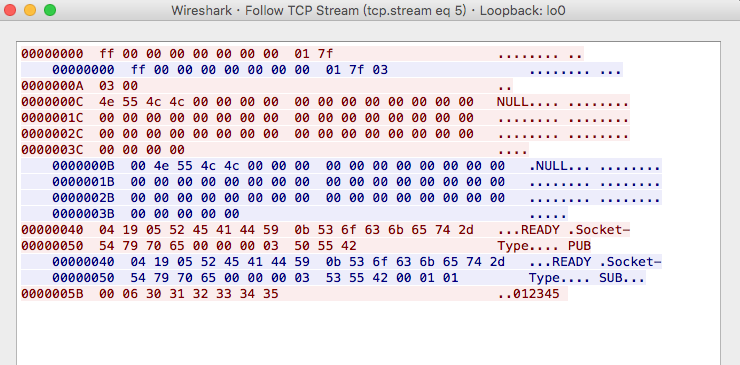 Wireshark · Follow TCP Stream (tcp.stream eq 5) · Loopback: lo0
00000000 ff 00 00 00 00 00 00 00 01 7f ........ ..
00000000 ff 00 00 00 00 00 00 00 01 7f 03 ........ ...
0000000A 03 00 ..
0000000C 4e 55 4c 4c 00 00 00 00 00 00 00 00 00 00 00 00 NULL.... ........
0000001C 00 00 00 00 00 00 00 00 00 00 00 00 00 00 00 00 ........ ........
0000002C 00 00 00 00 00 00 00 00 00 00 00 00 00 00 00 00 ........ ........
0000003C 00 00 00 00 ....
0000000B 00 4e 55 4c 4c 00 00 00 00 00 00 00 00 00 00 00 .NULL... ........
0000001B 00 00 00 00 00 00 00 00 00 00 00 00 00 00 00 00 ........ ........
0000002B 00 00 00 00 00 00 00 00 00 00 00 00 00 00 00 00 ........ ........
0000003B 00 00 00 00 00 .....
00000040 04 19 05 52 45 41 44 59 0b 53 6f 63 6b 65 74 2d ...READY .Socket-
00000050 54 79 70 65 00 00 00 03 50 55 42 Type.... PUB
00000040 04 19 05 52 45 41 44 59 0b 53 6f 63 6b 65 74 2d ...READY .Socket-
00000050 54 79 70 65 00 00 00 03 53 55 42 00 01 01 Type.... SUB...
0000005B 00 06 30 31 32 33 34 35 ..012345